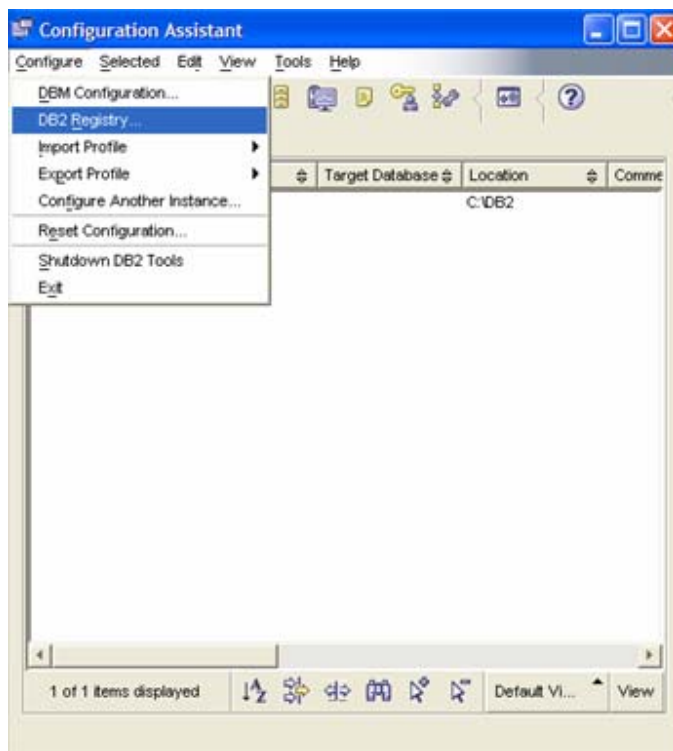 Configuration Assistant
Configure Selected Edit View Tools Help
DBM Configuration...
DB2 Registry...
Import Profile
Export Profile
Configure Another Instance...
Reset Configuration...
Shutdown DB2 Tools
Exit
Target Database Location Comme
C:\DB2
1 of 1 items displayed Default Vi... View